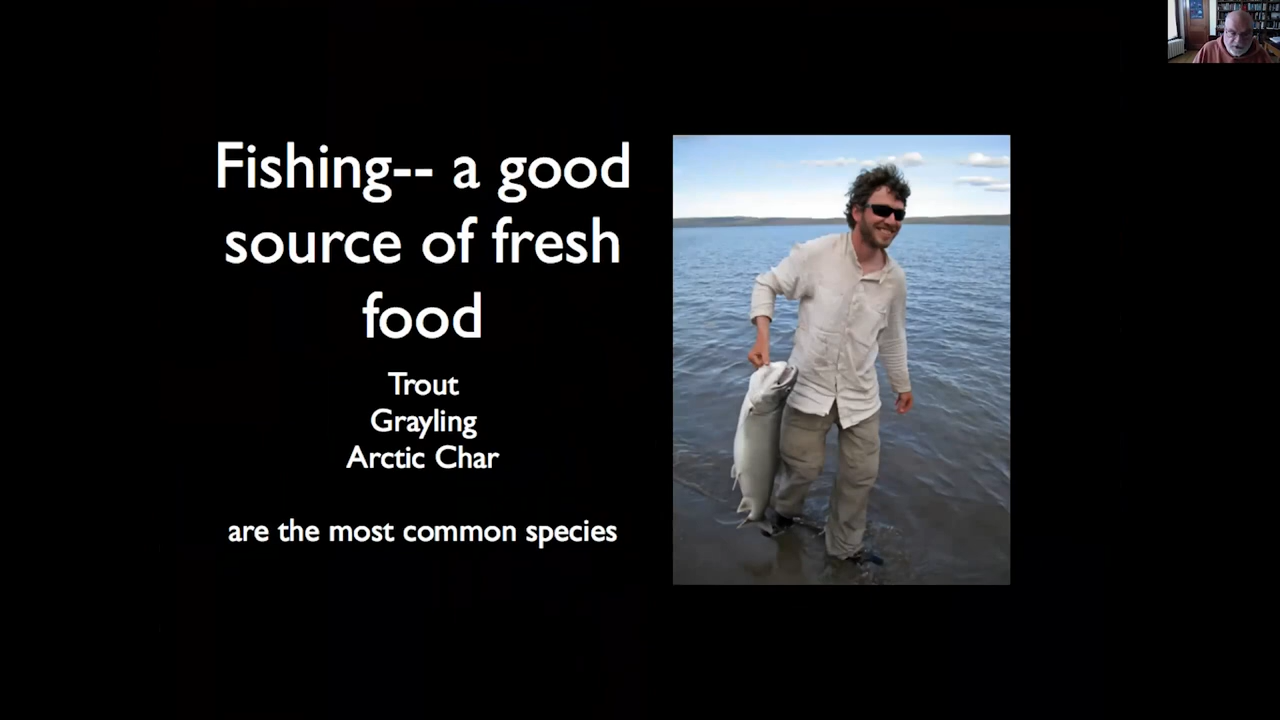 Fishing-- a good
source of fresh
food
Trout
Grayling
Arctic Char
are the most common species